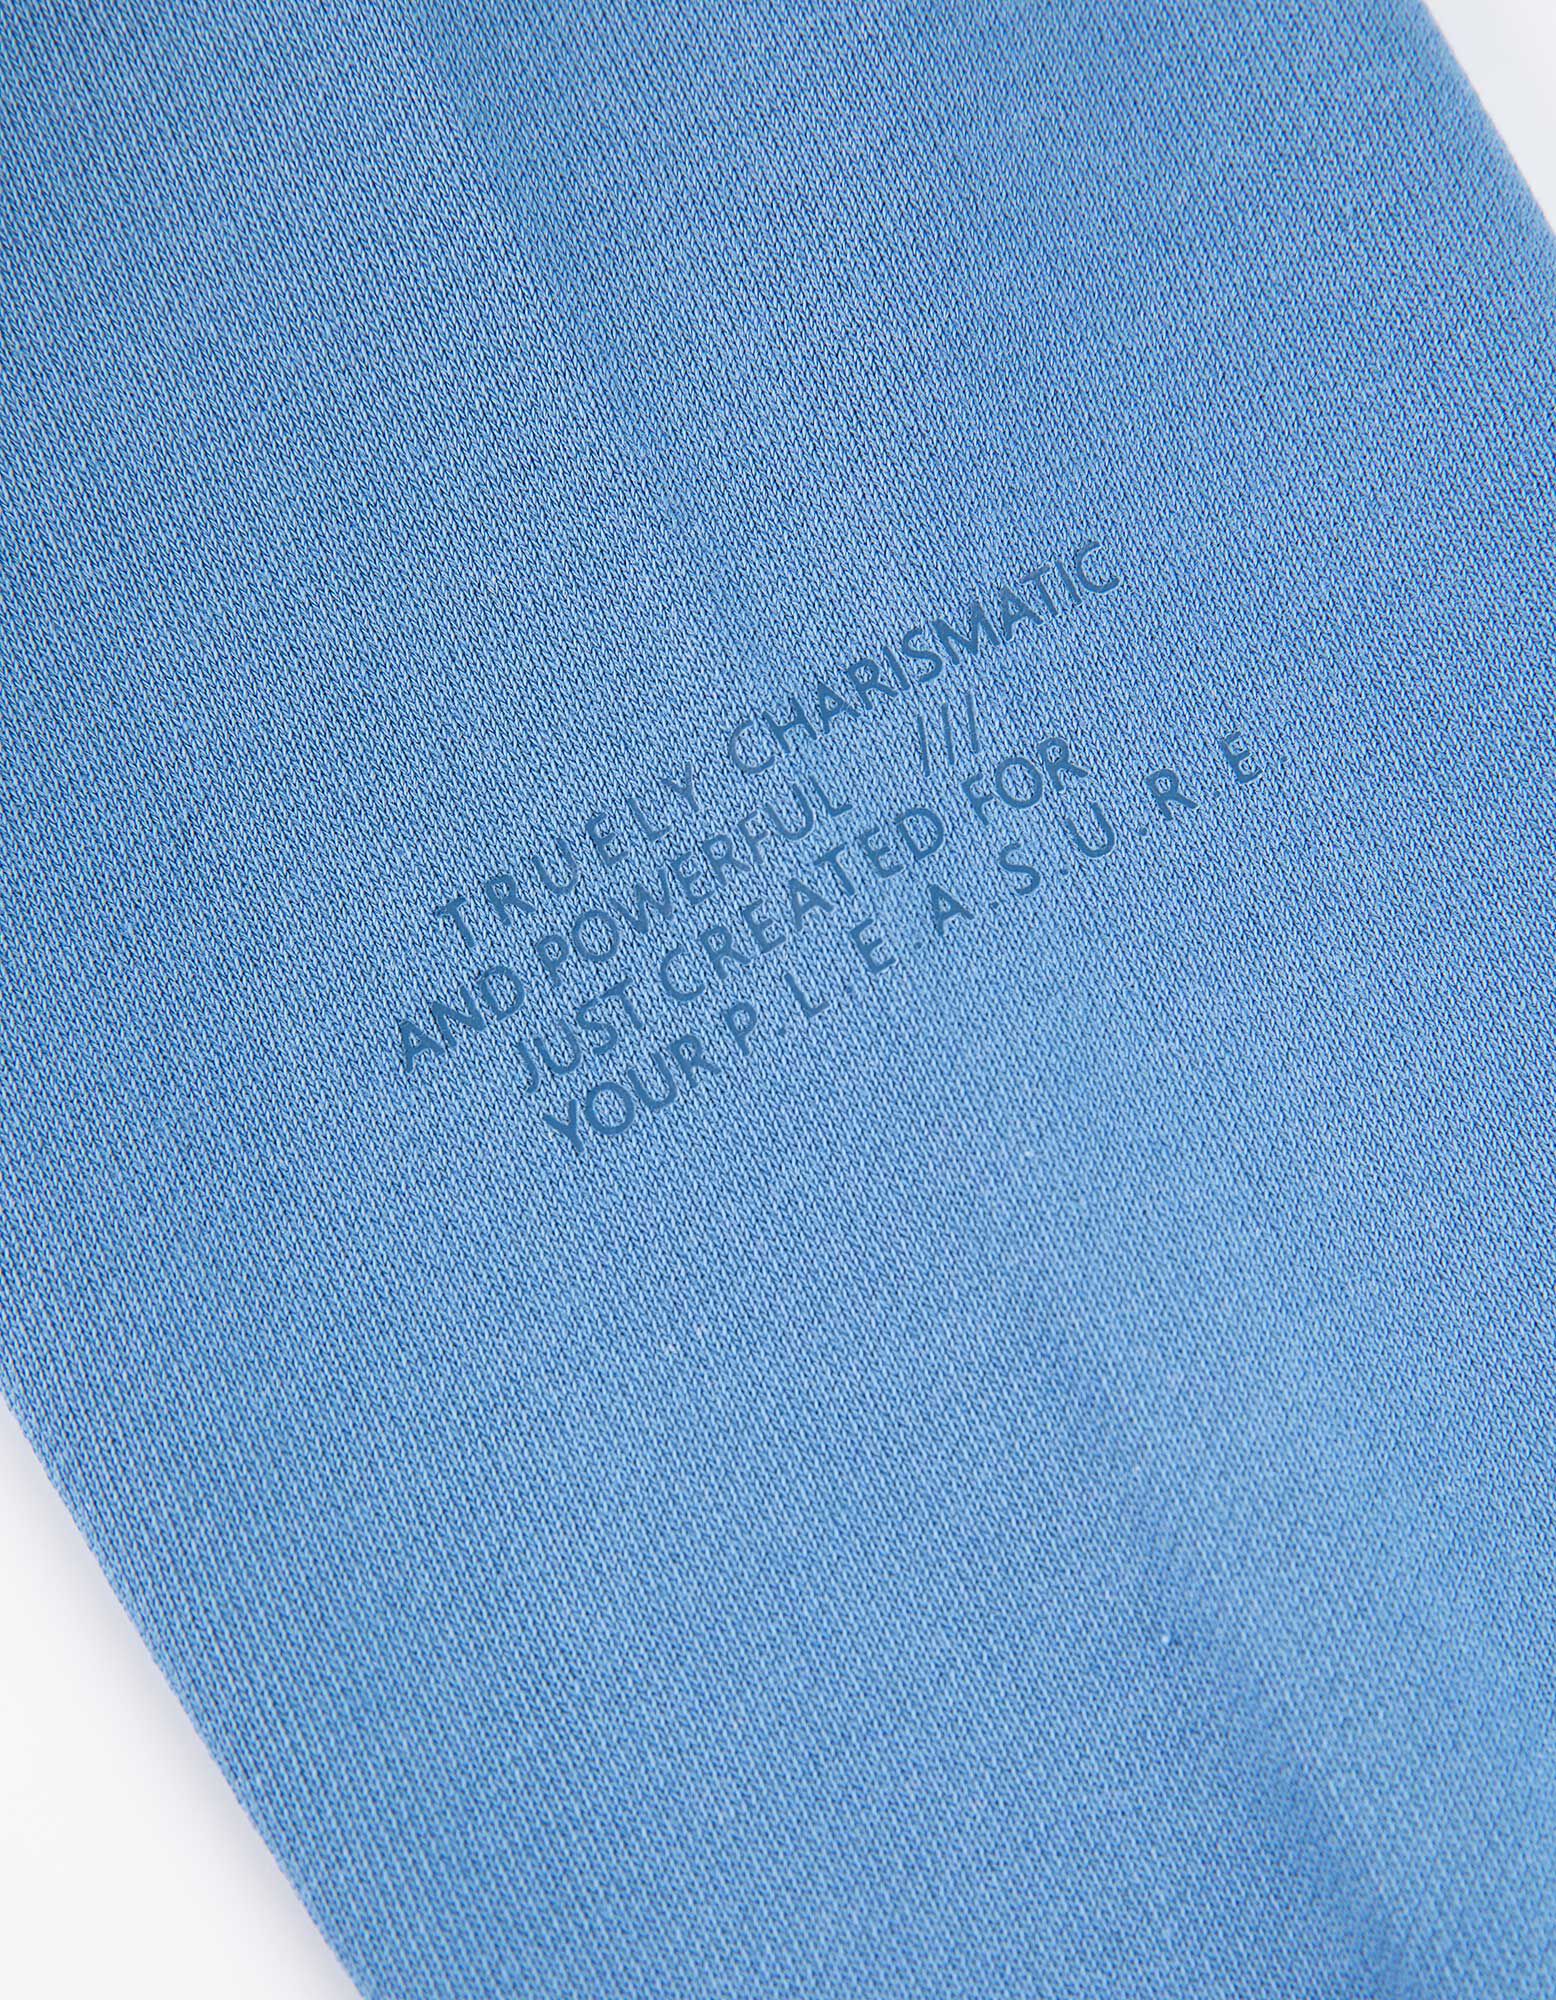 TRUELY CHARISMATIC
AND POWERFUL ///
JUST CREATED FOR
YOUR P.L.E.A.S.U.R.E.